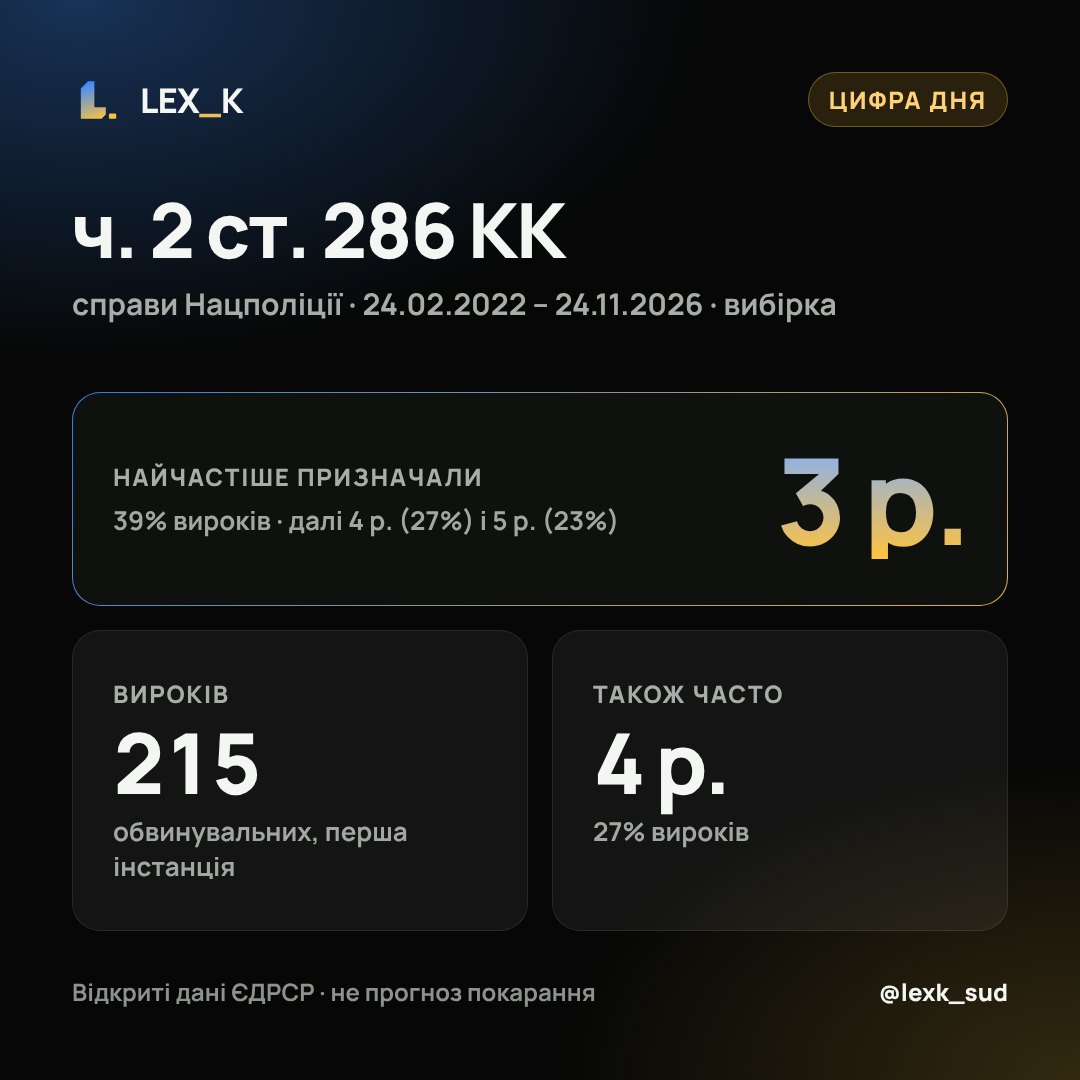 LEX_K
ЦИФРА ДНЯ
ч. 2 ст. 286 КК
справи Нацполіції · 24.02.2022 – 24.11.2026 · вибірка
НАЙЧАСТІШЕ ПРИЗНАЧАЛИ
39% вироків · далі 4 р. (27%) і 5 р. (23%)
3 р.
ВИРОКІВ
215
обвинувальних, перша
інстанція
ТАКОЖ ЧАСТО
4 р.
27% вироків
Відкриті дані ЄДРСР · не прогноз покарання
@lexk_sud